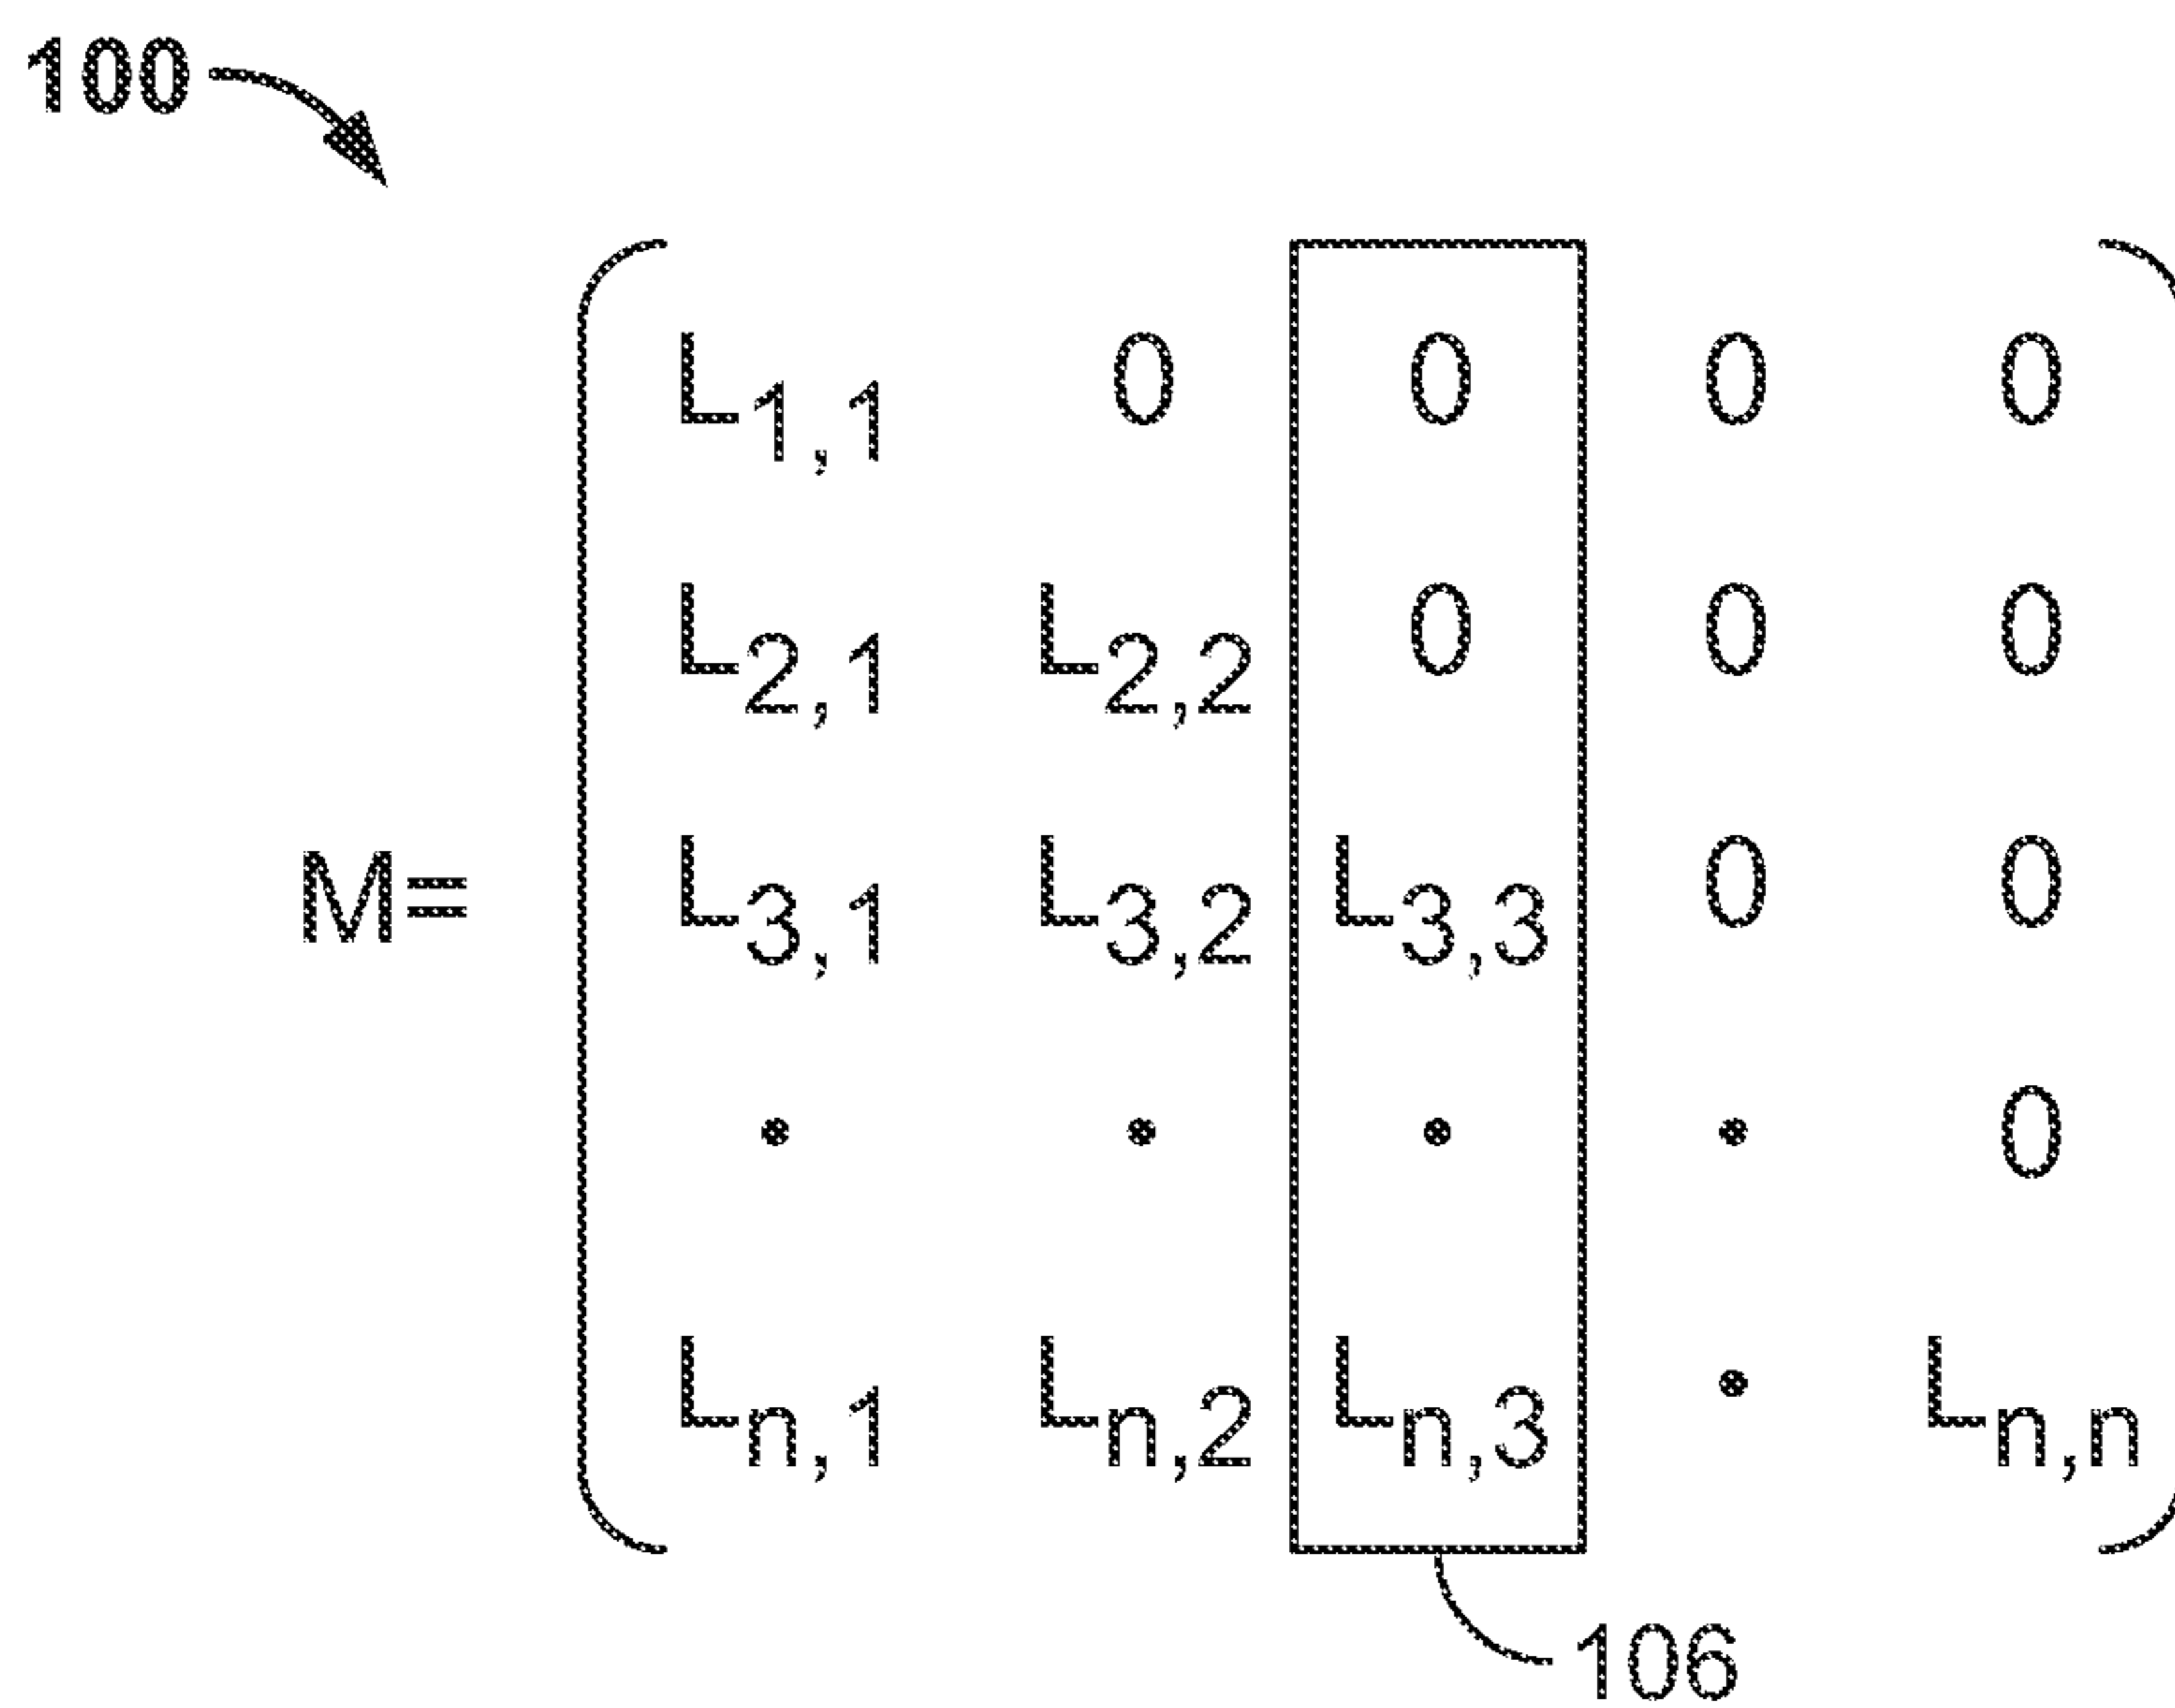 100
L1,1 0 0 0 0
L2,1 L2,2 0 0 0
M= L3,1 L3,2 L3,3 0 0
• • • • 0
Ln,1 Ln,2 Ln,3 • Ln,n
106